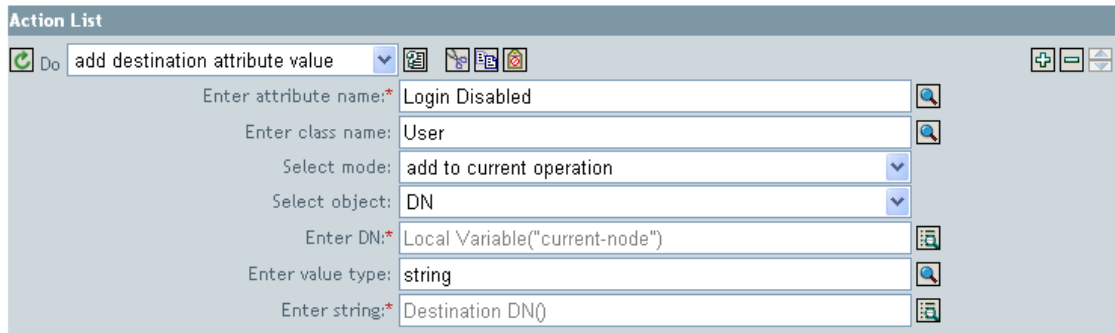 Action List
Do add destination attribute value
Enter attribute name:* Login Disabled
Enter class name: User
Select mode: add to current operation
Select object: DN
Enter DN:* Local Variable("current-node")
Enter value type: string
Enter string:* Destination DN()